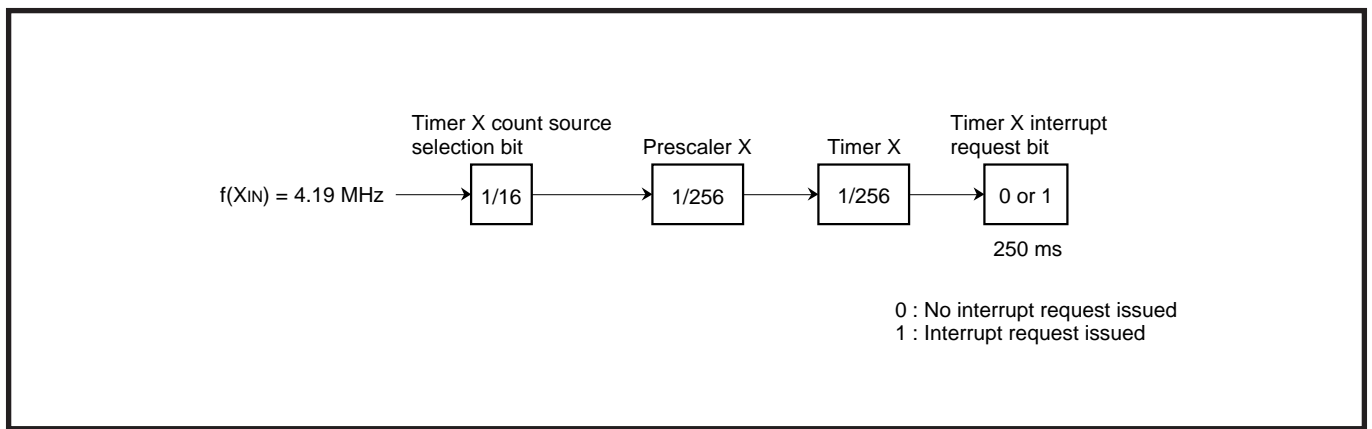 Timer X count source
selection bit
Prescaler X
Timer X
Timer X interrupt
request bit
f(XIN) = 4.19 MHz
1/16
1/256
1/256
0 or 1
250 ms
0 : No interrupt request issued
1 : Interrupt request issued